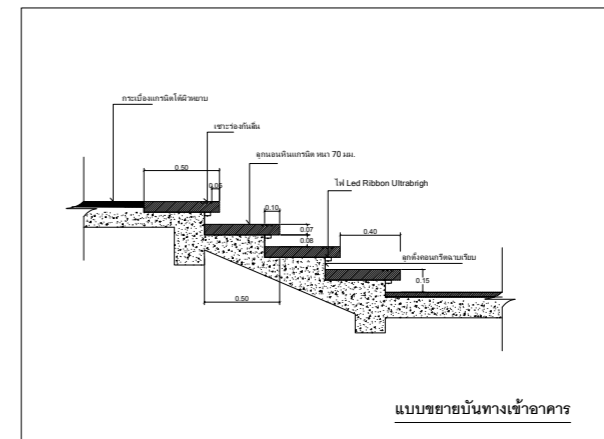 กระเบื้องแกรนิตโต้ผิวหยาบ
เซาะร่องกันลื่น
0.50
0.05
ลูกนอนหินแกรนิต หนา 70 มม.
ไฟ Led Ribbon Ultrabrigh
0.10
0.07
0.08
0.40
ลูกตั้งคอนกรีตฉาบเรียบ
0.15
0.50
แบบขยายบันทางเข้าอาคาร